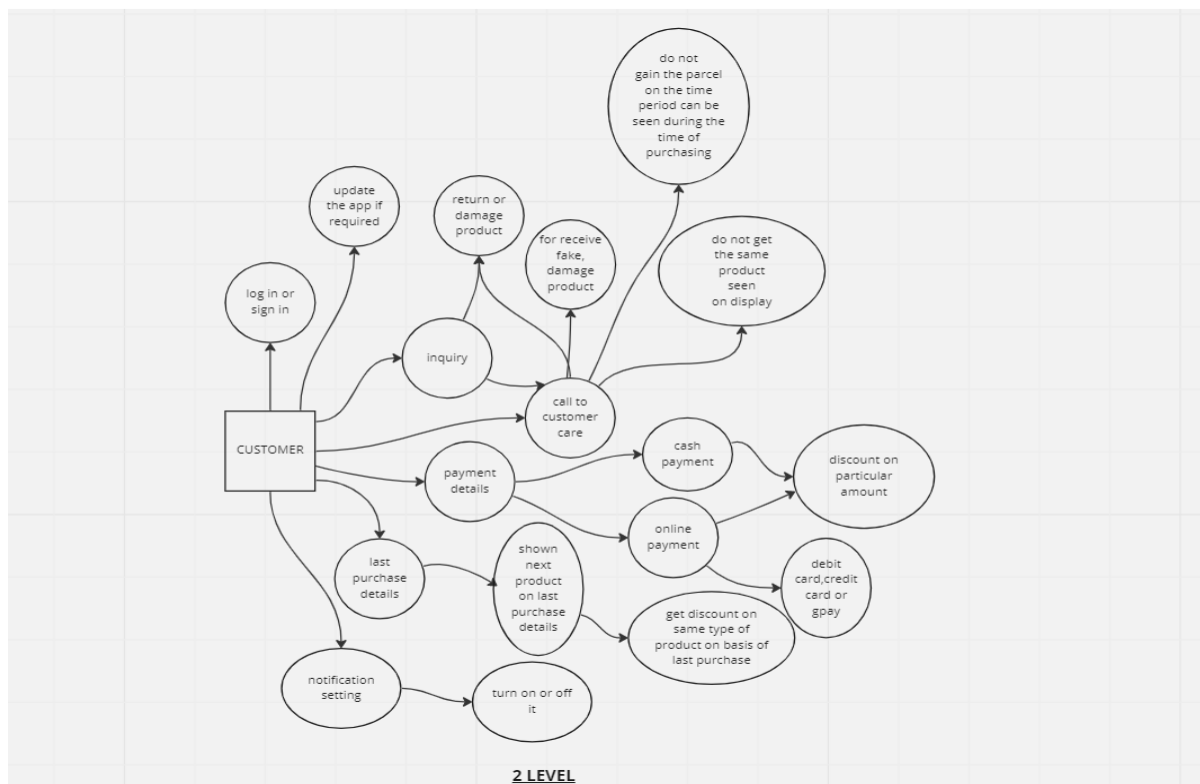 do not
gain the parcel
on the time
period can be
seen during the
time of
purchasing
update
the app if
required
return or
damage
product
for receive
fake,
damage
product
do not get
the same
product
seen
on display
log in or
sign in
inquiry
call to
customer
care
CUSTOMER
payment
details
cash
payment
discount on
particular
amount
online
payment
last
purchase
details
shown
next
product
on last
purchase
details
debit
card,credit
card or
gpay
get discount on
same type of
product on basis of
last purchase
notification
setting
turn on or off
it
2 LEVEL